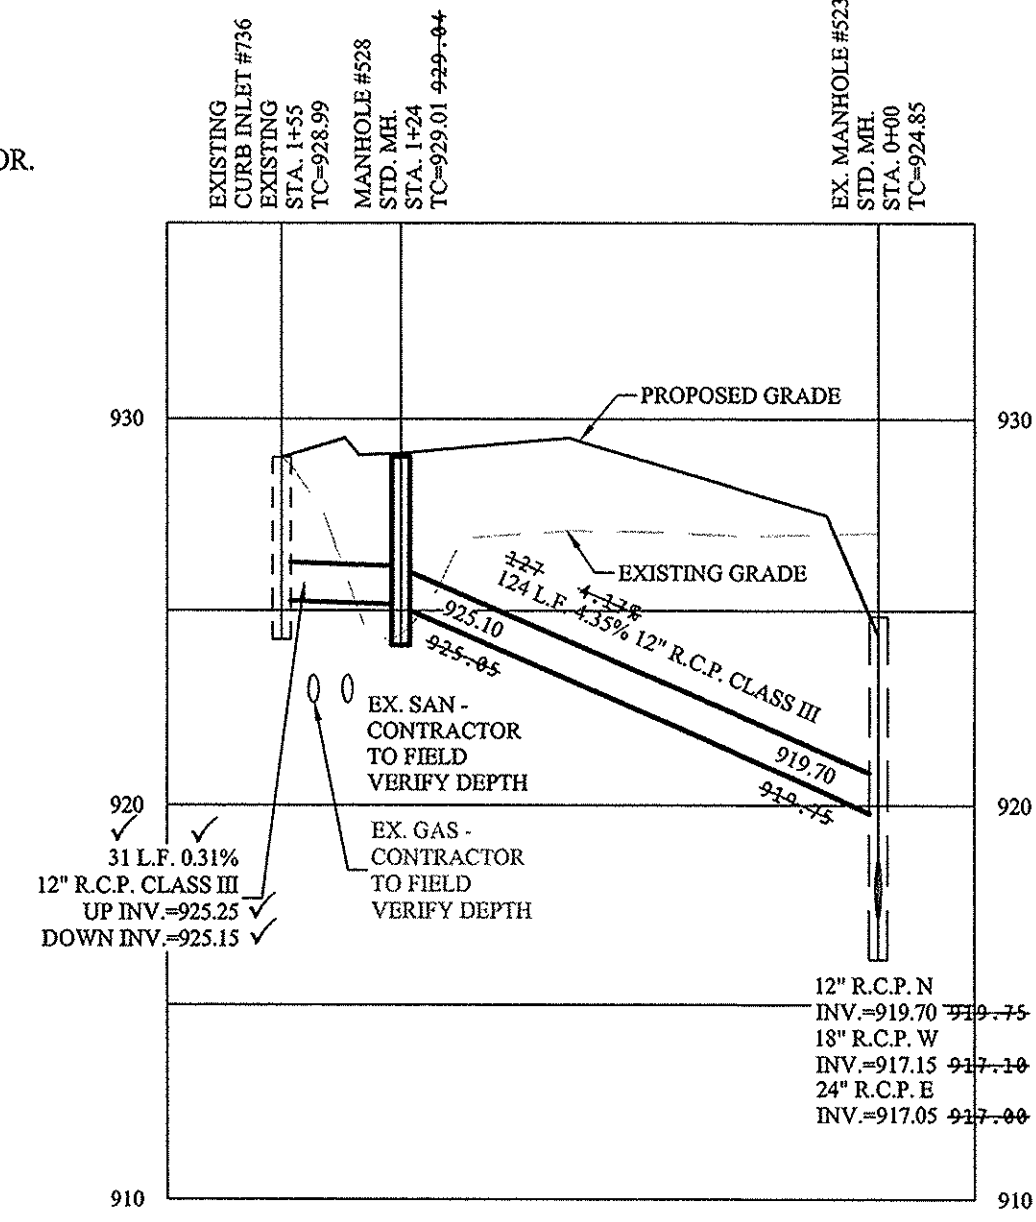 OR.
EXISTING
CURB INLET #736
EXISTING
STA. 1+55
TC=928.99
MANHOLE #528
STD. MH.
STA. 1+24
TC=929.01 929.04
EX. MANHOLE #523
STD. MH.
STA. 0+00
TC=924.85
930
930
PROPOSED GRADE
EXISTING GRADE
127 4.17%
124 L.F. 4.35% 12" R.C.P. CLASS III
925.10
925.05
919.70
919.75
EX. SAN -
CONTRACTOR
TO FIELD
VERIFY DEPTH
920
920
EX. GAS -
CONTRACTOR
TO FIELD
VERIFY DEPTH
✓ ✓
31 L.F. 0.31%
12" R.C.P. CLASS III
UP INV.=925.25 ✓
DOWN INV.=925.15 ✓
12" R.C.P. N
INV.=919.70 919.75
18" R.C.P. W
INV.=917.15 917.10
24" R.C.P. E
INV.=917.05 917.00
910
910